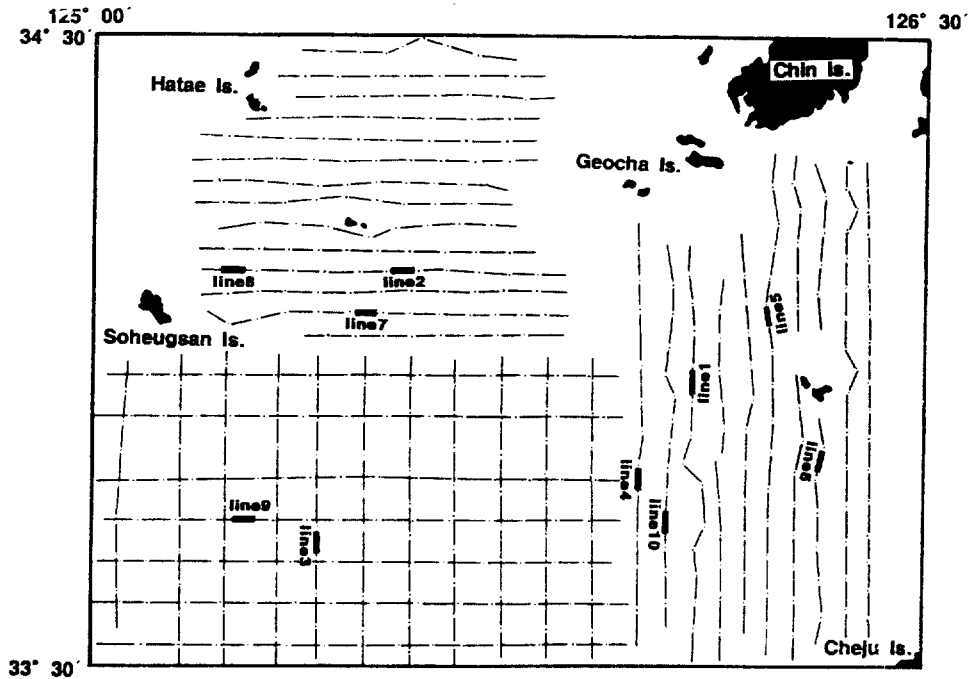 125° 00′
126° 30′
34° 30′
Hatae Is.
Chin Is.
Geocha Is.
line8
line2
line7
line5
Soheugsan Is.
line1
line6
line4
line9
line10
line3
Cheju Is.
33° 30′